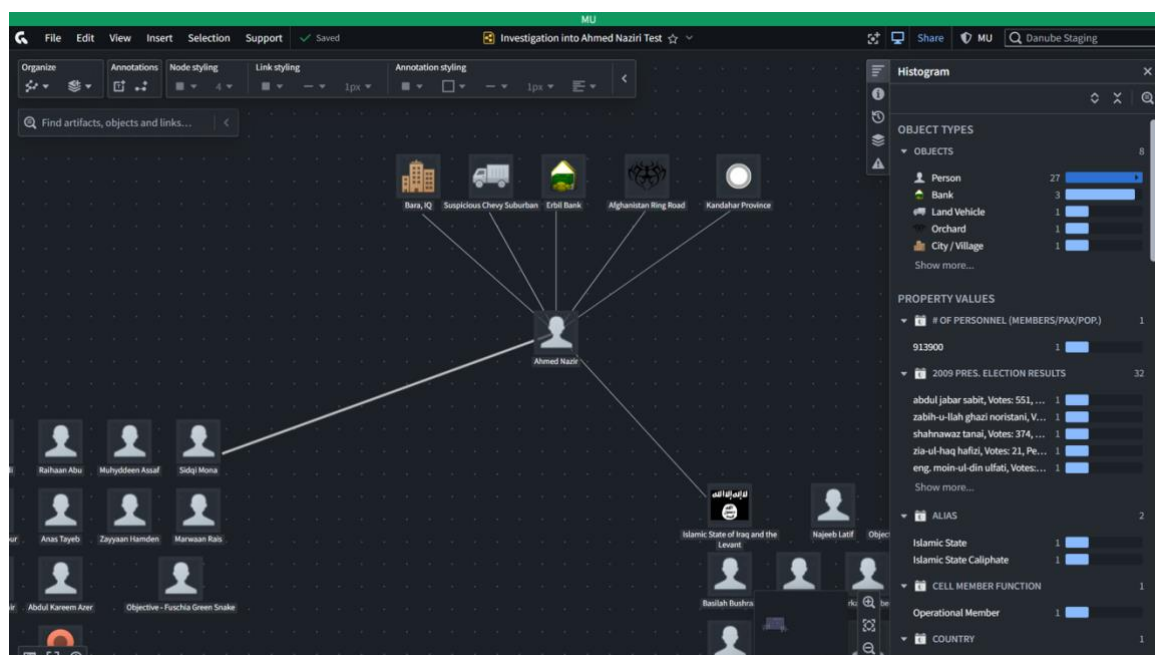 MU
File Edit View Insert Selection Support Saved
Investigation into Ahmed Naziri Test
Share MU Danube Staging
Organize Annotations Node styling Link styling Annotation styling
4 1px 1px
Find artifacts, objects and links...
Histogram
OBJECT TYPES
OBJECTS 8
Person 27
Bank 3
Land Vehicle 1
Orchard 1
City / Village 1
Show more...
PROPERTY VALUES
# OF PERSONNEL (MEMBERS/PAX/POP.) 1
913900 1
2009 PRES. ELECTION RESULTS 32
abdul jabar sabit, Votes: 551, ... 1
zabih-u-llah ghazi noristani, V... 1
shahnawaz tanai, Votes: 374, ... 1
zia-ul-haq hafizi, Votes: 21, Pe... 1
eng. moin-ul-din ulfati, Votes:... 1
Show more...
ALIAS 2
Islamic State 1
Islamic State Caliphate 1
CELL MEMBER FUNCTION 1
Operational Member 1
COUNTRY 1
Bara, IQ Suspicious Chevy Suburban Erbil Bank Afghanistan Ring Road Kandahar Province
Ahmed Nazir
Raihaan Abu Muhyddeen Assaf Sidqi Mona
Anas Tayeb Zayyaan Hamden Marwaan Rais
Abdul Kareem Azer Objective - Fuschia Green Snake
Islamic State of Iraq and the
Levant
Najeeb Latif Objec
Basilah Bushra